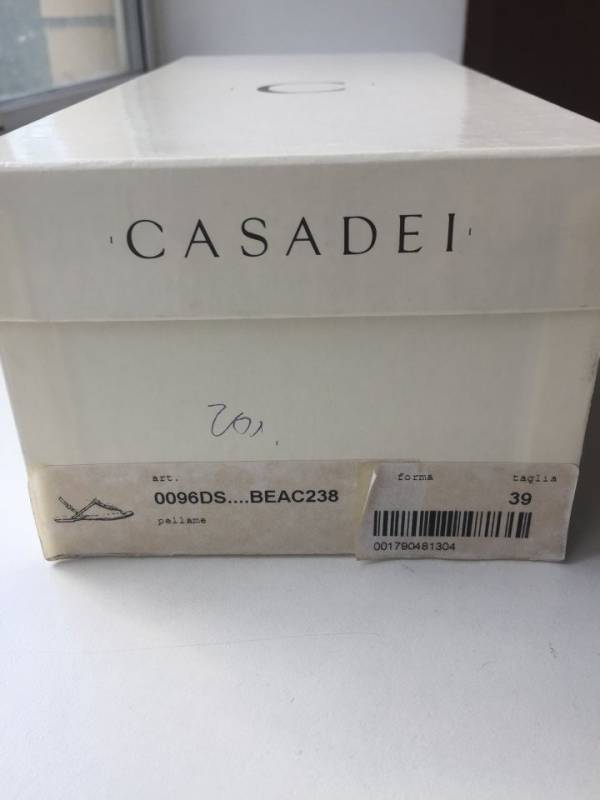 C
CASADEI
art.
0096DS....BEAC238
pellame
forma
taglia
39
001790481304